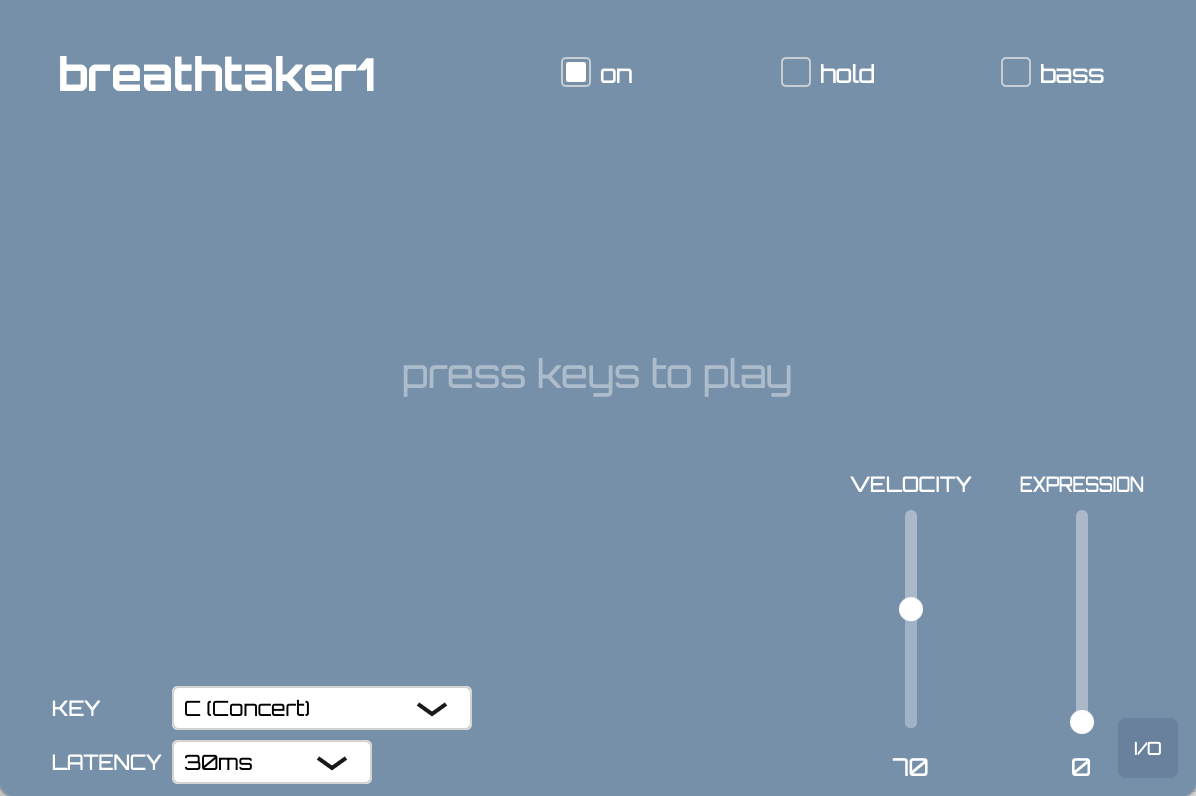 breathtaker1
on
hold
bass
press keys to play
VELOCITY
EXPRESSION
KEY
C (Concert)
LATENCY
30ms
70
0
I/O